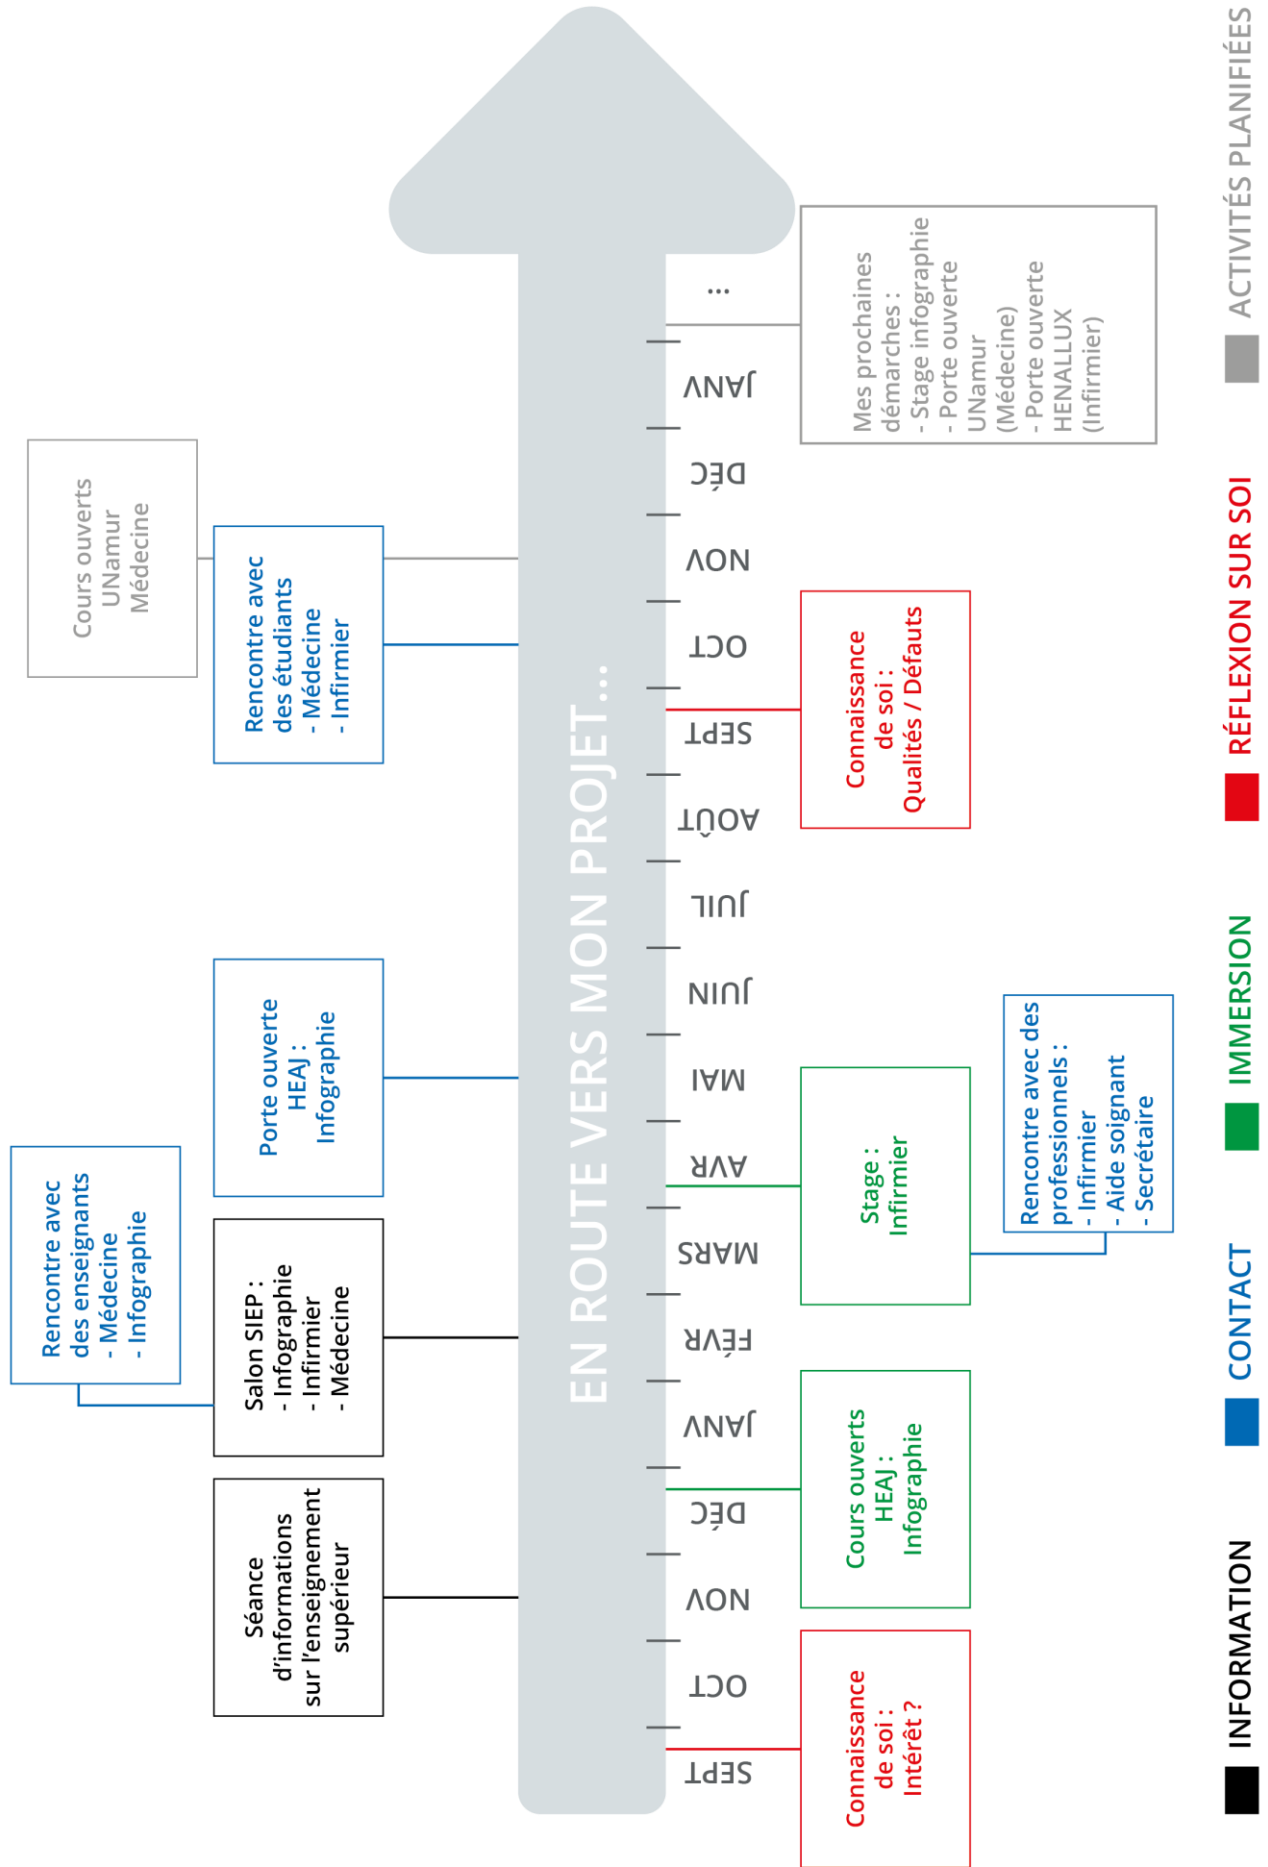 Rencontre avec
des enseignants
- Médecine
- Infographie
Cours ouverts
UNamur
Médecine
Séance
d'informations
sur l'enseignement
supérieur
Salon SIEP :
- Infographie
- Infirmier
- Médecine
Porte ouverte
HEAJ :
Infographie
Rencontre avec
des étudiants
- Médecine
- Infirmier
EN ROUTE VERS MON PROJET...
SEPT
OCT
NOV
DÉC
JANV
FÉVR
MARS
AVR
MAI
JUIN
JUIL
AOÛT
SEPT
OCT
NOV
DÉC
JANV
...
Connaissance
de soi :
Intérêt ?
Cours ouverts
HEAJ :
Infographie
Stage :
Infirmier
Connaissance
de soi :
Qualités / Défauts
Mes prochaines
démarches :
- Stage infographie
- Porte ouverte
UNamur
(Médecine)
- Porte ouverte
HENALLUX
(Infirmier)
Rencontre avec des
professionnels :
- Infirmier
- Aide soignant
- Secrétaire
INFORMATION
CONTACT
IMMERSION
RÉFLEXION SUR SOI
ACTIVITÉS PLANIFIÉES